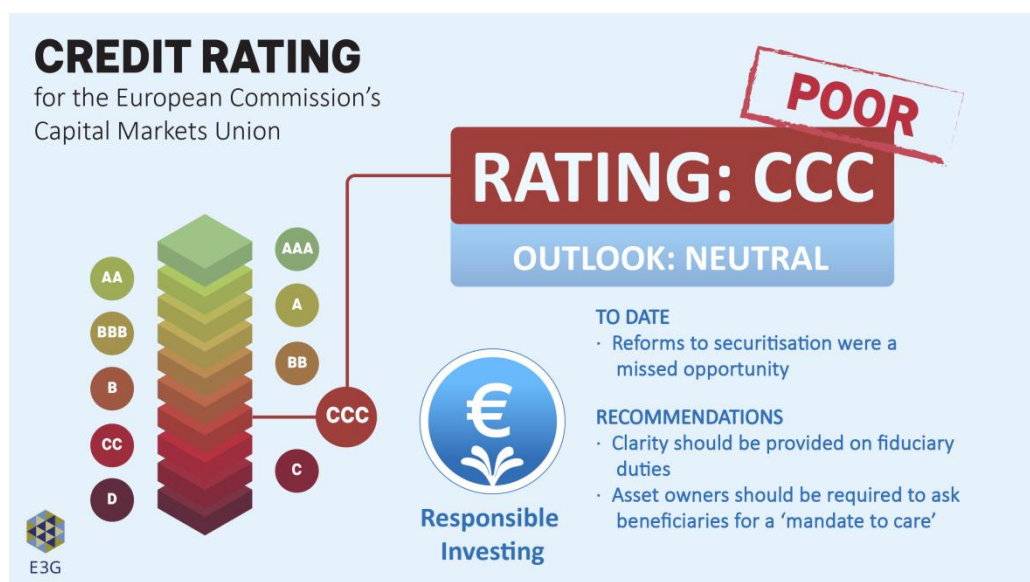 CREDIT RATING
for the European Commission's
Capital Markets Union
POOR
RATING: CCC
OUTLOOK: NEUTRAL
AAA
AA
A
BBB
BB
B
CCC
CC
C
D
€
Responsible
Investing
TO DATE
· Reforms to securitisation were a
missed opportunity
RECOMMENDATIONS
· Clarity should be provided on fiduciary
duties
· Asset owners should be required to ask
beneficiaries for a ‘mandate to care’
E3G